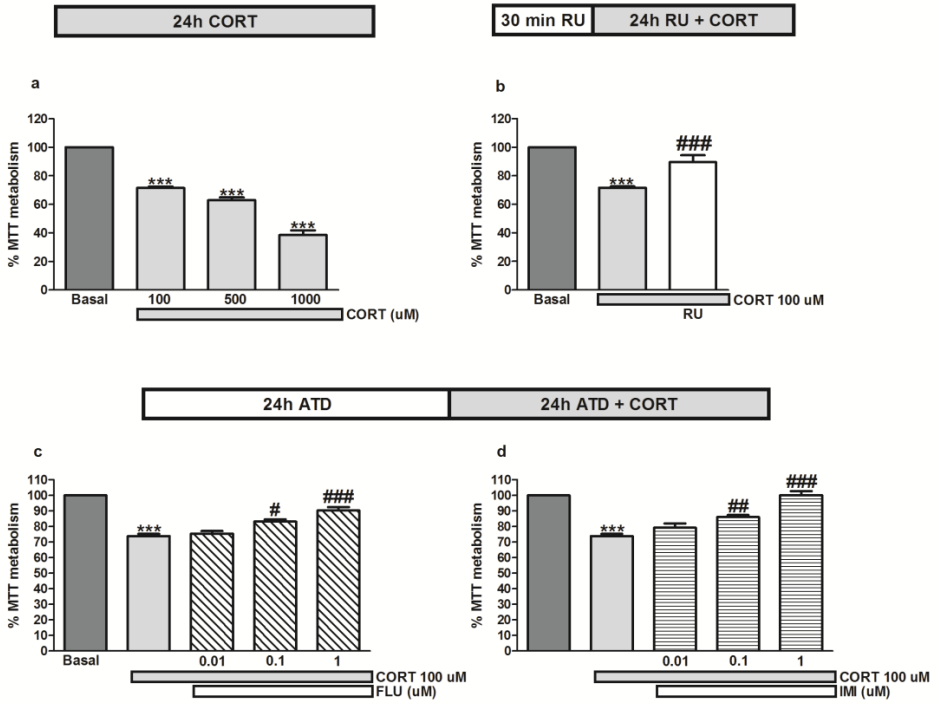 24h CORT
30 min RU
24h RU + CORT
a
% MTT metabolism
120
100
80
60
40
20
0
***
***
***
Basal
100
500
1000
CORT (uM)
b
% MTT metabolism
120
100
80
60
40
20
0
***
###
Basal
CORT 100 uM
RU
24h ATD
24h ATD + CORT
c
% MTT metabolism
110
100
90
80
70
60
50
40
30
20
10
0
***
#
###
Basal
0.01
0.1
1
CORT 100 uM
FLU (uM)
d
% MTT metabolism
110
100
90
80
70
60
50
40
30
20
10
0
***
##
###
0.01
0.1
1
CORT 100 uM
IMI (uM)